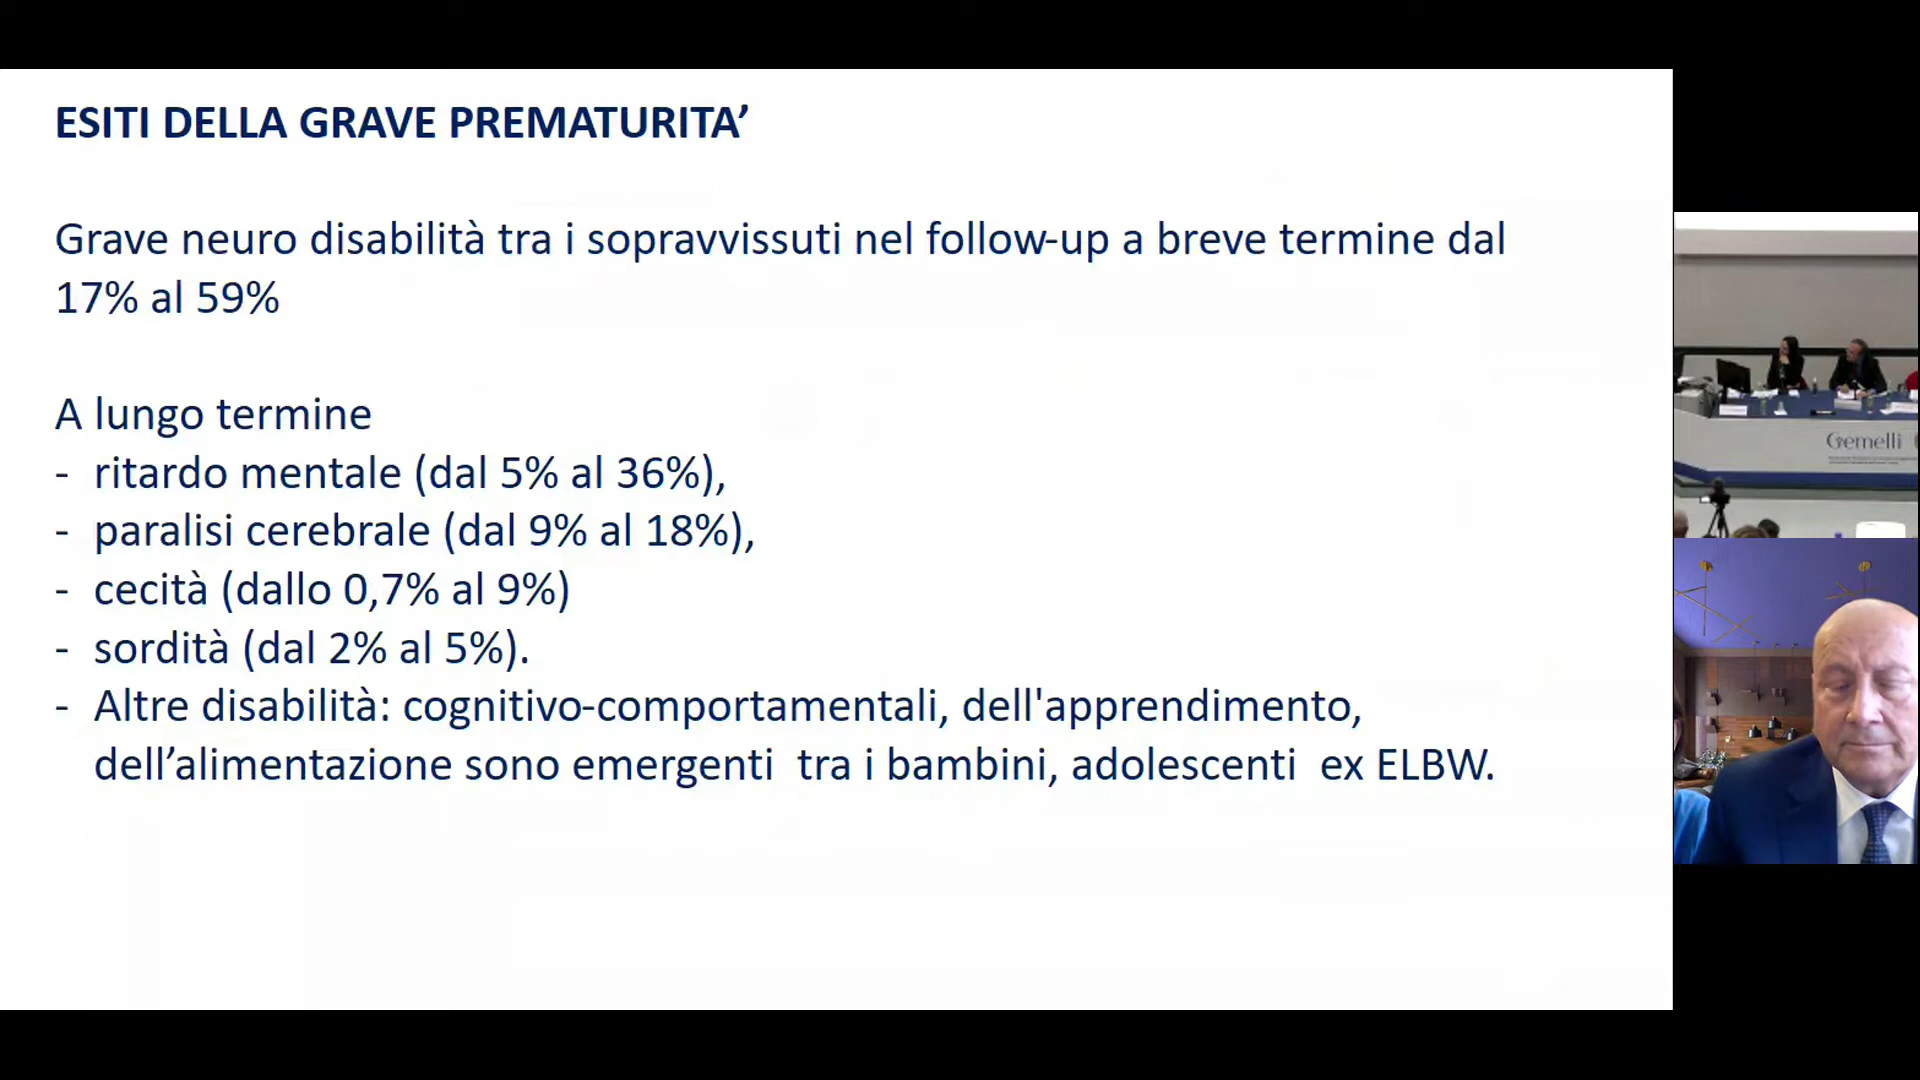 ESITI DELLA GRAVE PREMATURITA’
Grave neuro disabilità tra i sopravvissuti nel follow-up a breve termine dal
17% al 59%
A lungo termine
- ritardo mentale (dal 5% al 36%),
- paralisi cerebrale (dal 9% al 18%),
- cecità (dallo 0,7% al 9%)
- sordità (dal 2% al 5%).
- Altre disabilità: cognitivo-comportamentali, dell'apprendimento,
dell’alimentazione sono emergenti  tra i bambini, adolescenti  ex ELBW.
Gemelli